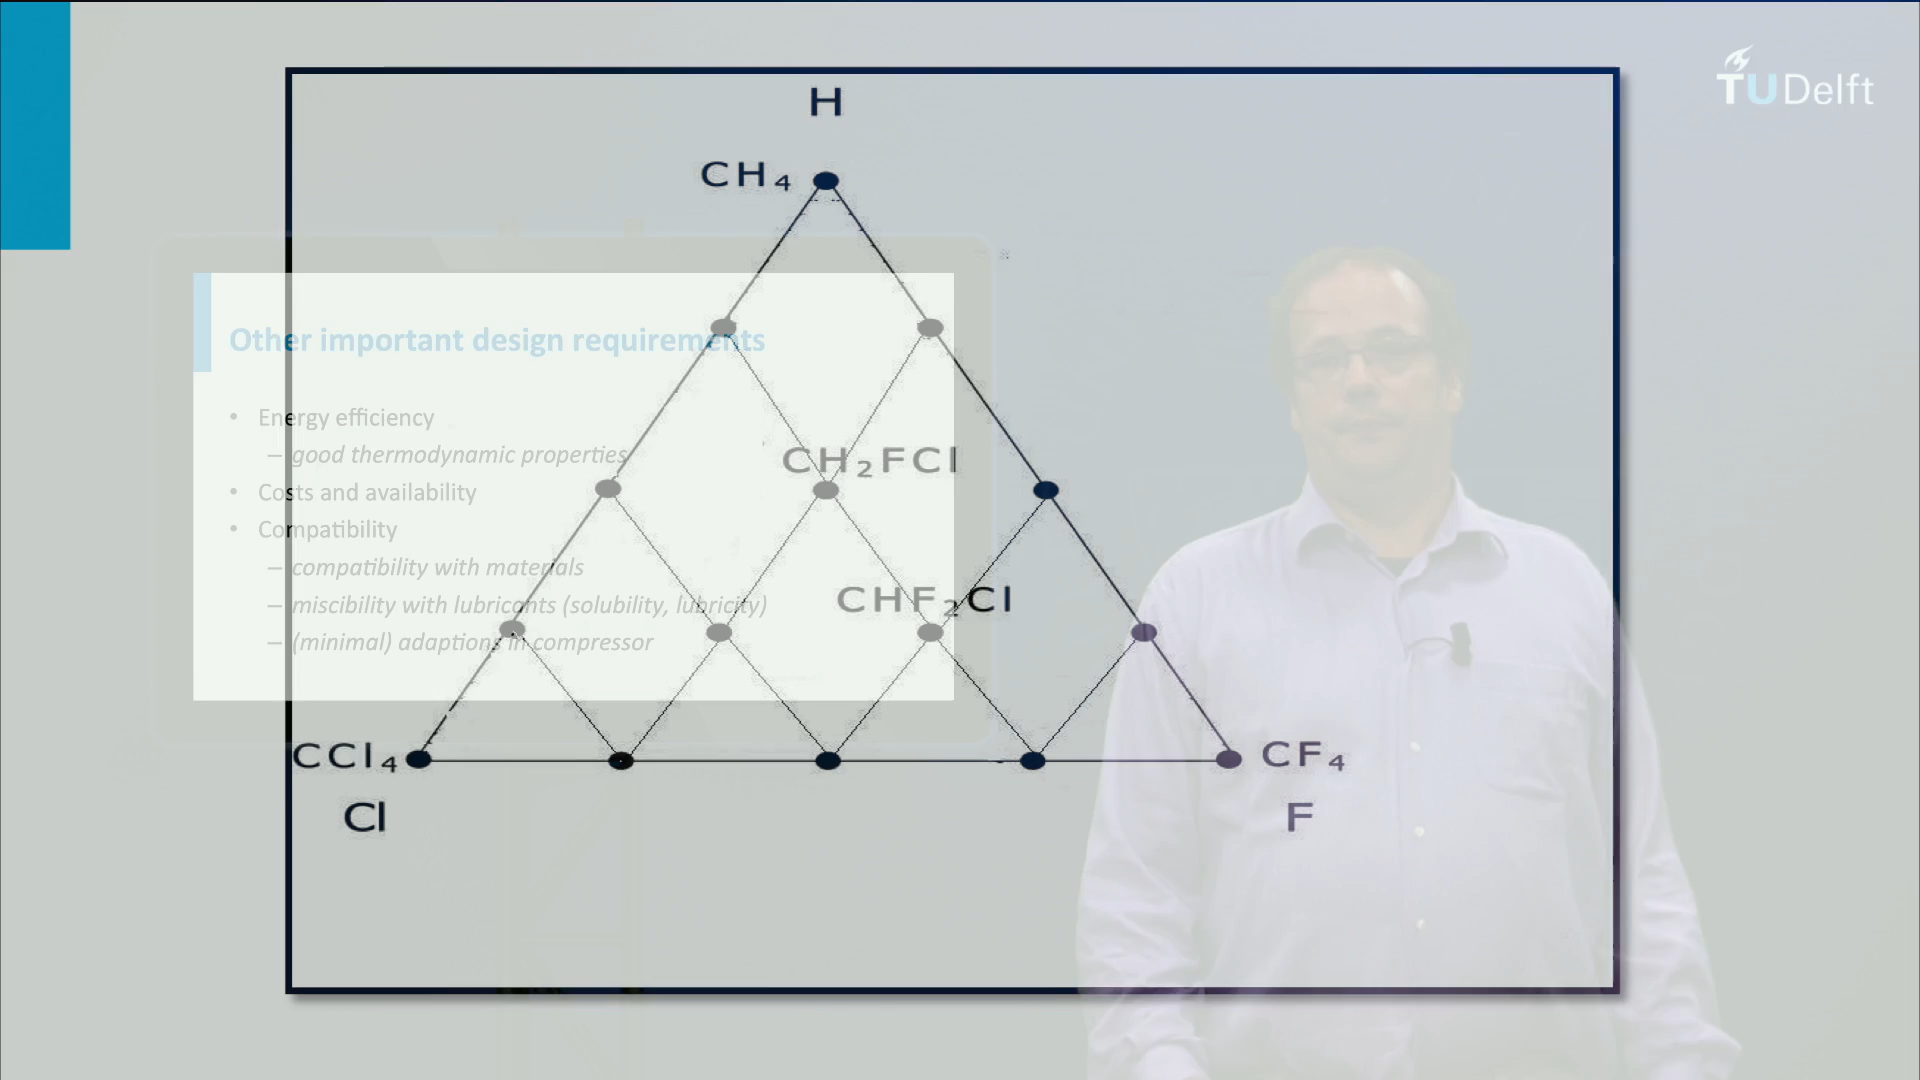 TUDelft
H
CH₄
Other important design requirements
• Energy efficiency
– good thermodynamic properties
CH₂FCl
• Costs and availability
• Compatibility
– compatibility with materials
CHF₂Cl
– miscibility with lubricants (solubility, lubricity)
– (minimal) adaptions in compressor
CCl₄
CF₄
Cl
F